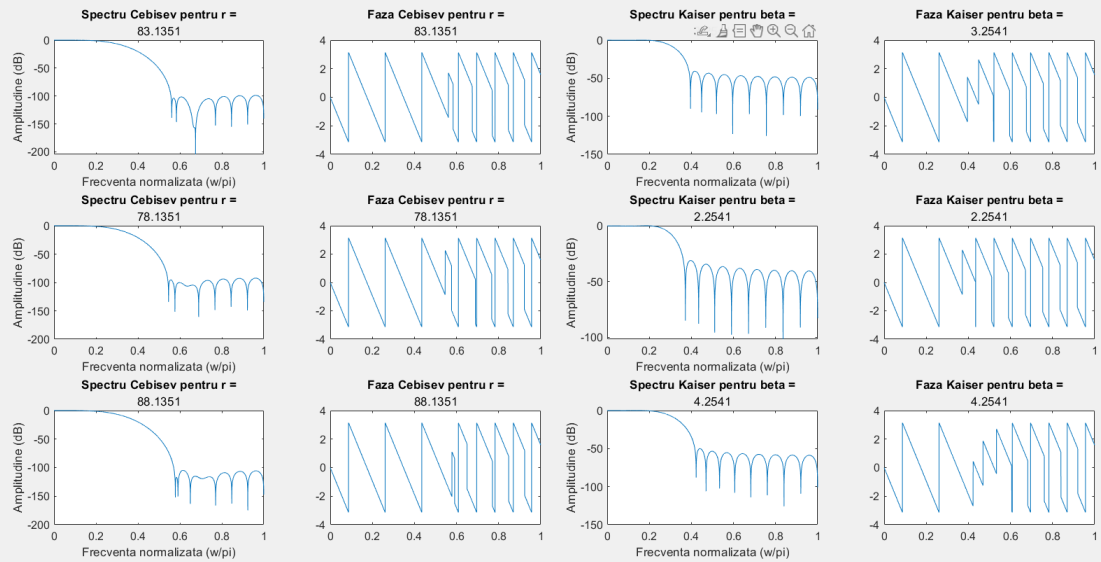 Spectru Cebisev pentru r =
83.1351
Amplitudine (dB)
0
-50
-100
-150
-200
0 0.2 0.4 0.6 0.8 1
Frecventa normalizata (w/pi)
Faza Cebisev pentru r =
83.1351
4
2
0
-2
-4
0 0.2 0.4 0.6 0.8 1
Spectru Kaiser pentru beta =
Amplitudine (dB)
0
-50
-100
-150
0 0.2 0.4 0.6 0.8 1
Frecventa normalizata (w/pi)
Faza Kaiser pentru beta =
3.2541
4
2
0
-2
-4
0 0.2 0.4 0.6 0.8 1
Spectru Cebisev pentru r =
78.1351
Amplitudine (dB)
0
-50
-100
-150
-200
0 0.2 0.4 0.6 0.8 1
Frecventa normalizata (w/pi)
Faza Cebisev pentru r =
78.1351
4
2
0
-2
-4
0 0.2 0.4 0.6 0.8 1
Spectru Kaiser pentru beta =
2.2541
Amplitudine (dB)
0
-50
-100
0 0.2 0.4 0.6 0.8 1
Frecventa normalizata (w/pi)
Faza Kaiser pentru beta =
2.2541
4
2
0
-2
-4
0 0.2 0.4 0.6 0.8 1
Spectru Cebisev pentru r =
88.1351
Amplitudine (dB)
0
-50
-100
-150
-200
0 0.2 0.4 0.6 0.8 1
Frecventa normalizata (w/pi)
Faza Cebisev pentru r =
88.1351
4
2
0
-2
-4
0 0.2 0.4 0.6 0.8 1
Spectru Kaiser pentru beta =
4.2541
Amplitudine (dB)
0
-50
-100
-150
0 0.2 0.4 0.6 0.8 1
Frecventa normalizata (w/pi)
Faza Kaiser pentru beta =
4.2541
4
2
0
-2
-4
0 0.2 0.4 0.6 0.8 1